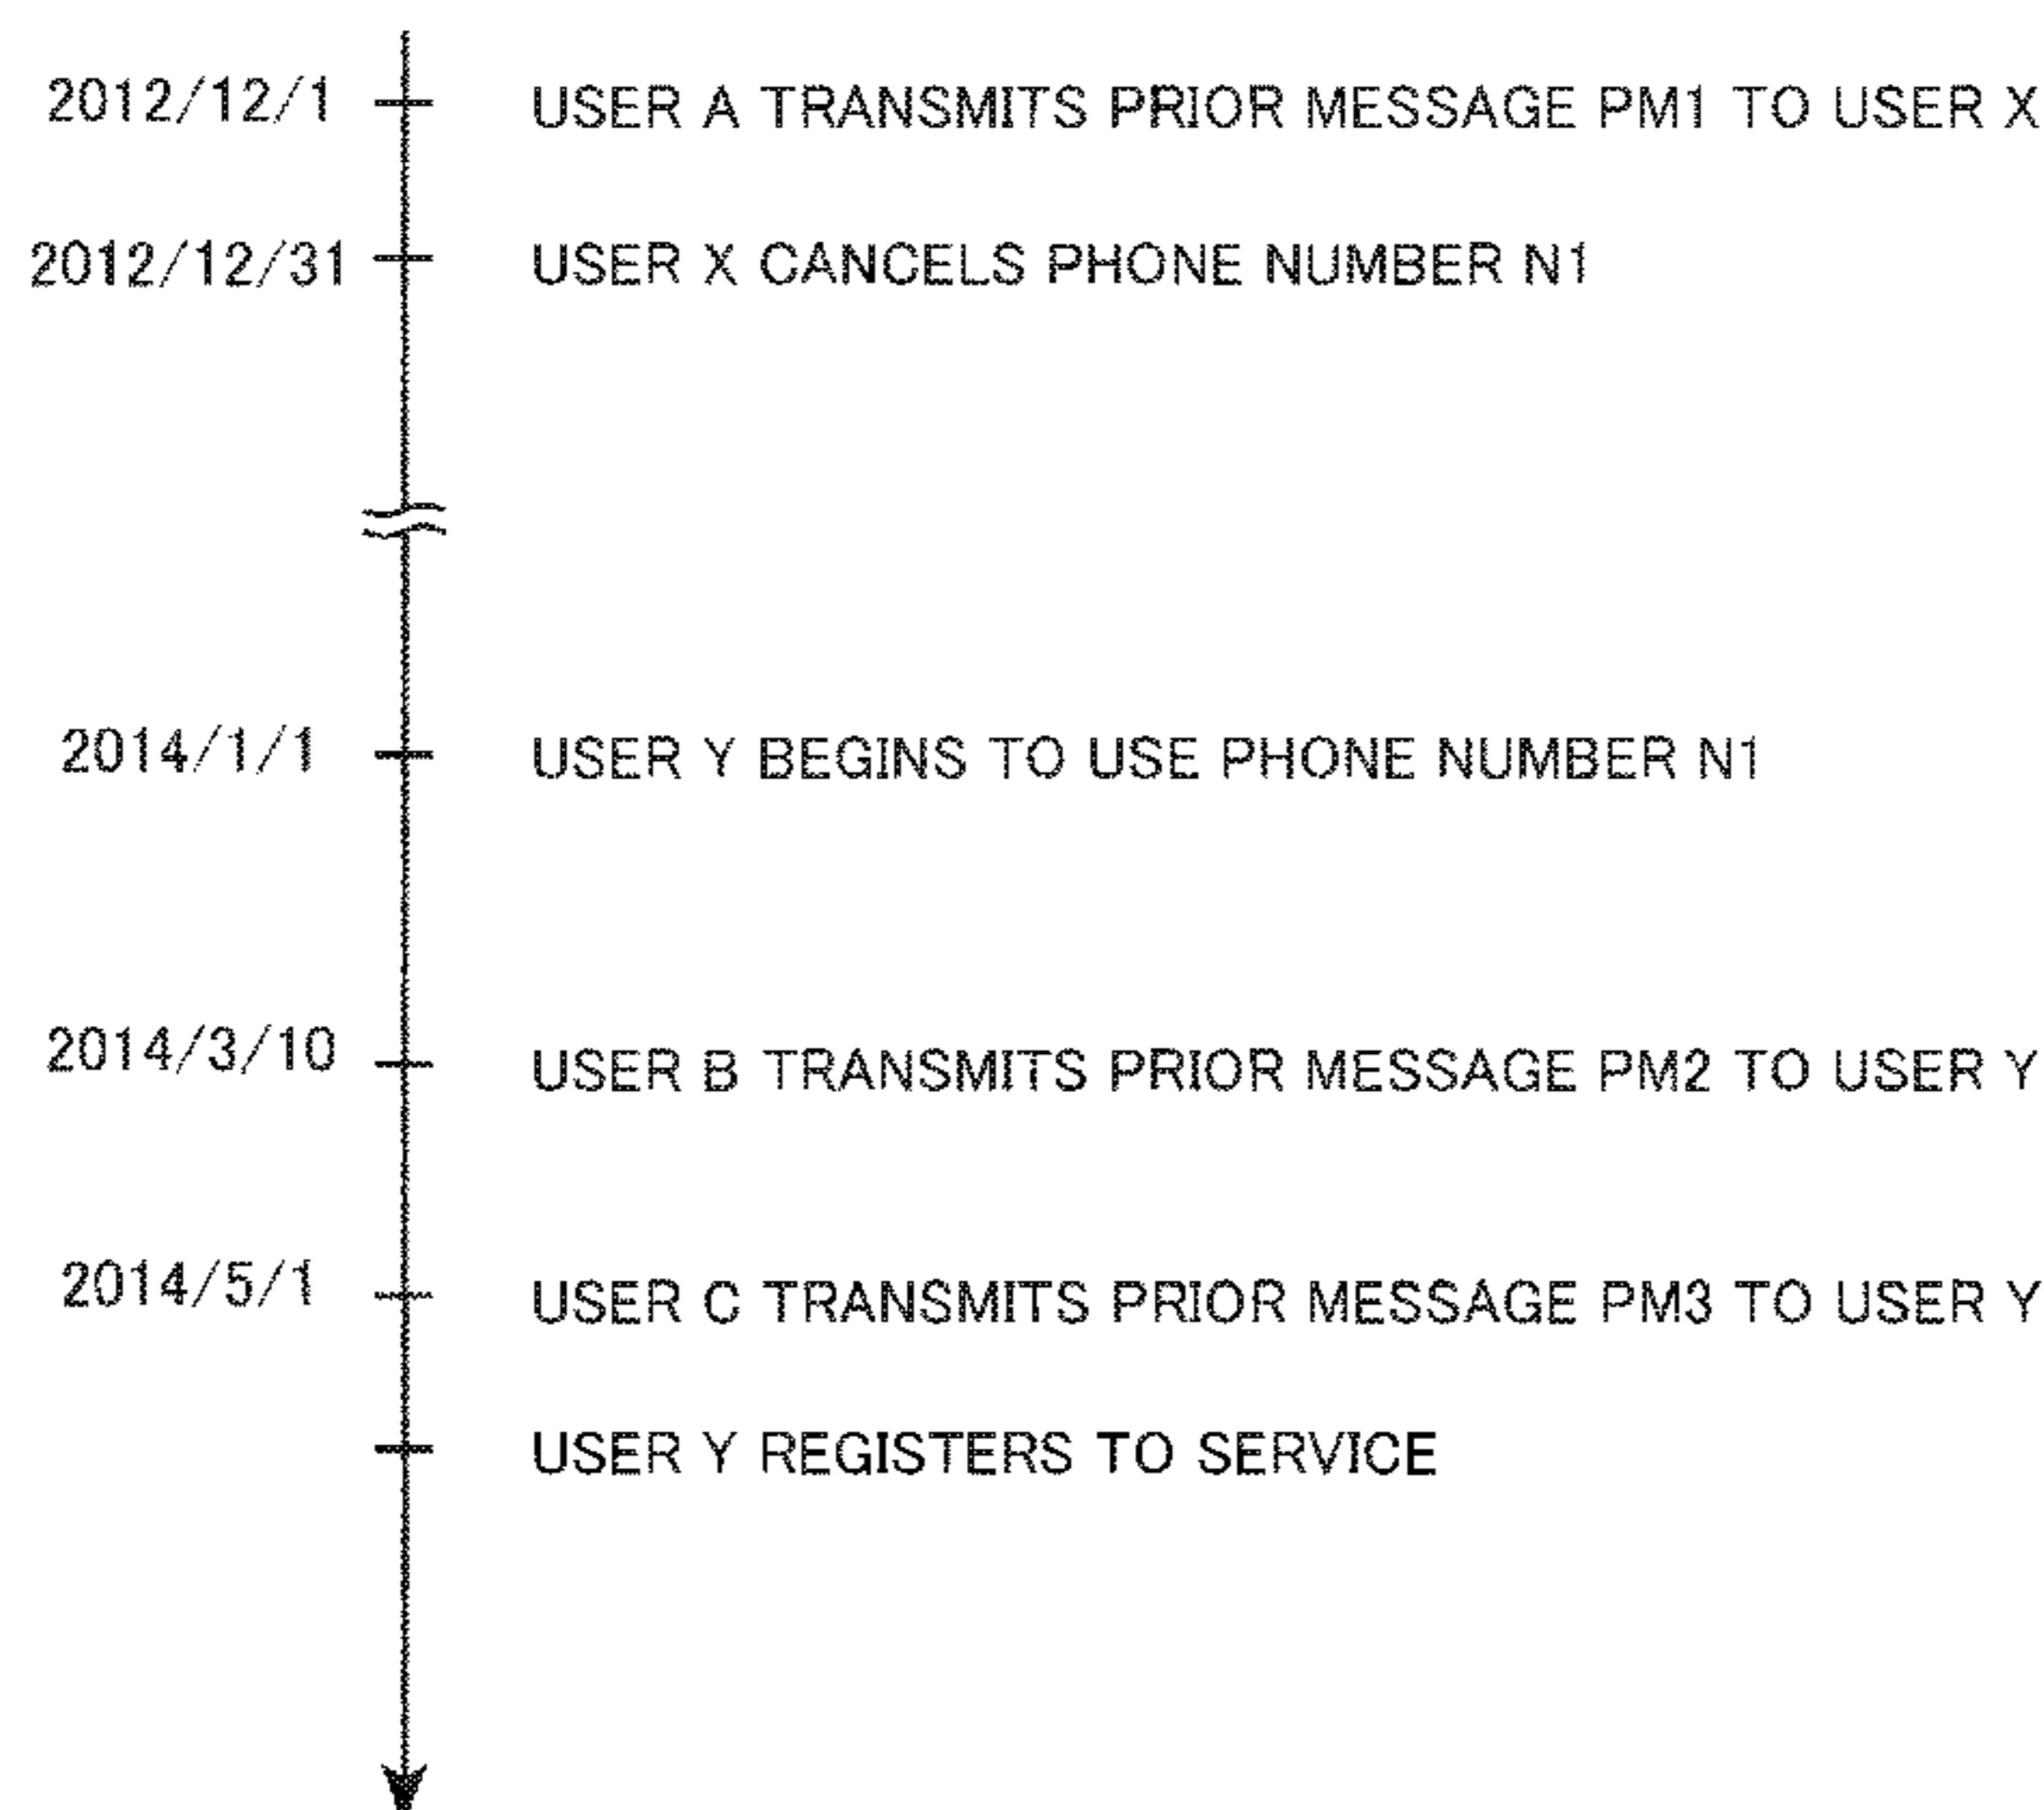 2012/12/1 USER A TRANSMITS PRIOR MESSAGE PM1 TO USER X
2012/12/31 USER X CANCELS PHONE NUMBER N1
2014/1/1 USER Y BEGINS TO USE PHONE NUMBER N1
2014/3/10 USER B TRANSMITS PRIOR MESSAGE PM2 TO USER Y
2014/5/1 USER C TRANSMITS PRIOR MESSAGE PM3 TO USER Y
USER Y REGISTERS TO SERVICE